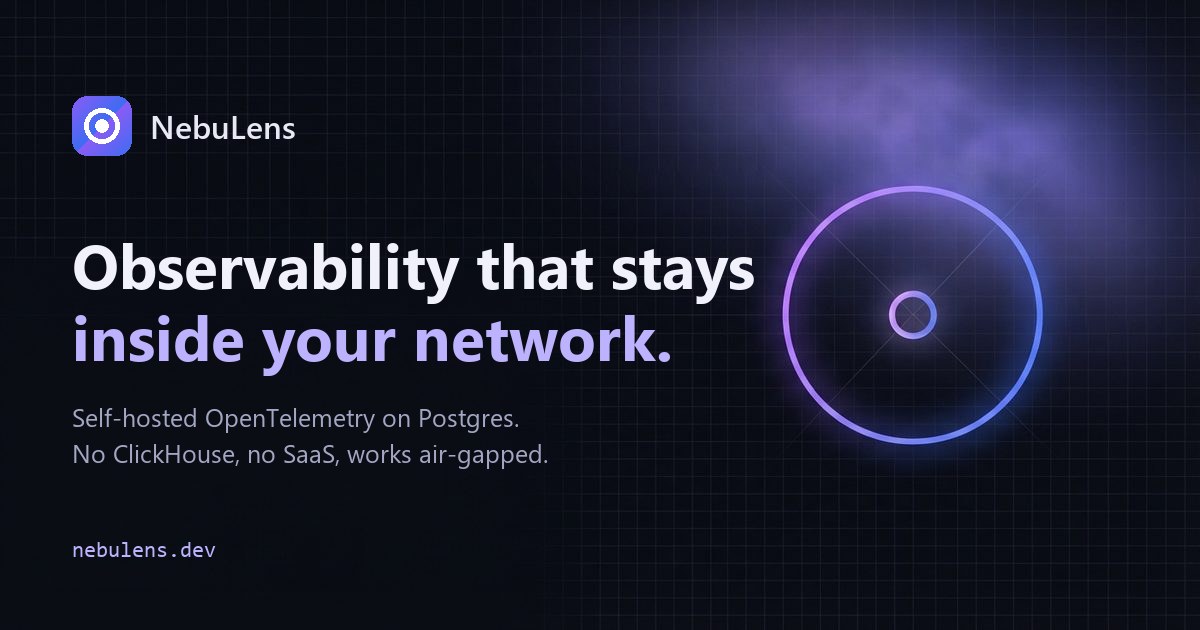 NebuLens
Observability that stays
inside your network.
Self-hosted OpenTelemetry on Postgres.
No ClickHouse, no SaaS, works air-gapped.
nebulens.dev